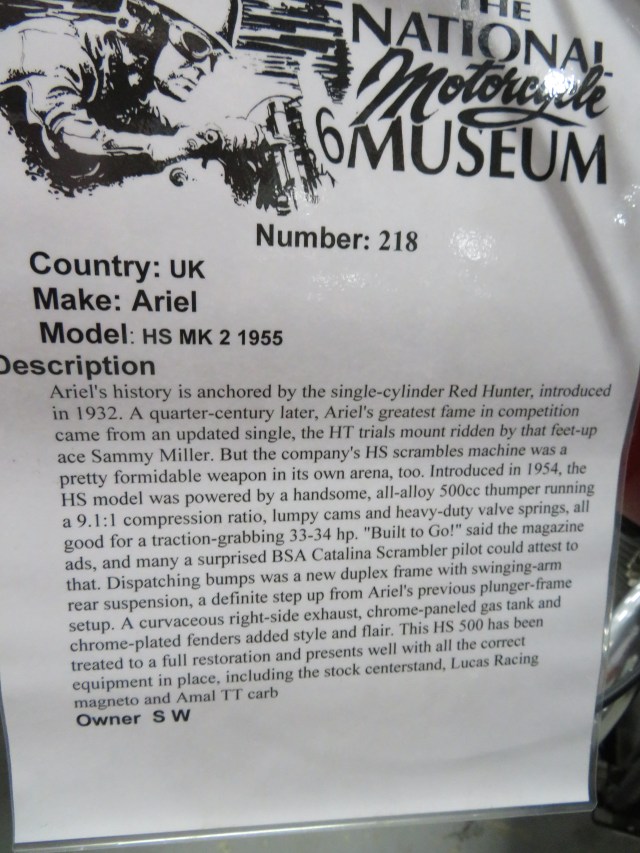 THE
NATIONAL
Motorcycle
MUSEUM
6
Number: 218
Country: UK
Make: Ariel
Model: HS MK 2 1955
Description
Ariel's history is anchored by the single-cylinder Red Hunter, introduced
in 1932. A quarter-century later, Ariel's greatest fame in competition
came from an updated single, the HT trials mount ridden by that feet-up
ace Sammy Miller. But the company's HS scrambles machine was a
pretty formidable weapon in its own arena, too. Introduced in 1954, the
HS model was powered by a handsome, all-alloy 500cc thumper running
a 9.1:1 compression ratio, lumpy cams and heavy-duty valve springs, all
good for a traction-grabbing 33-34 hp. "Built to Go!" said the magazine
ads, and many a surprised BSA Catalina Scrambler pilot could attest to
that. Dispatching bumps was a new duplex frame with swinging-arm
rear suspension, a definite step up from Ariel's previous plunger-frame
setup. A curvaceous right-side exhaust, chrome-paneled gas tank and
chrome-plated fenders added style and flair. This HS 500 has been
treated to a full restoration and presents well with all the correct
equipment in place, including the stock centerstand, Lucas Racing
magneto and Amal TT carb
Owner S W